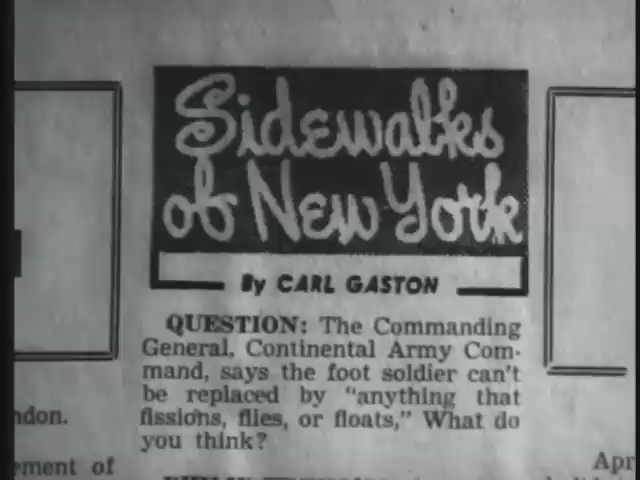 Sidewalks
of New York
By CARL GASTON
QUESTION: The Commanding
General, Continental Army Com-
mand, says the foot soldier can't
be replaced by "anything that
fissions, flies, or floats," What do
you think?
ndon.
ment of
Apr